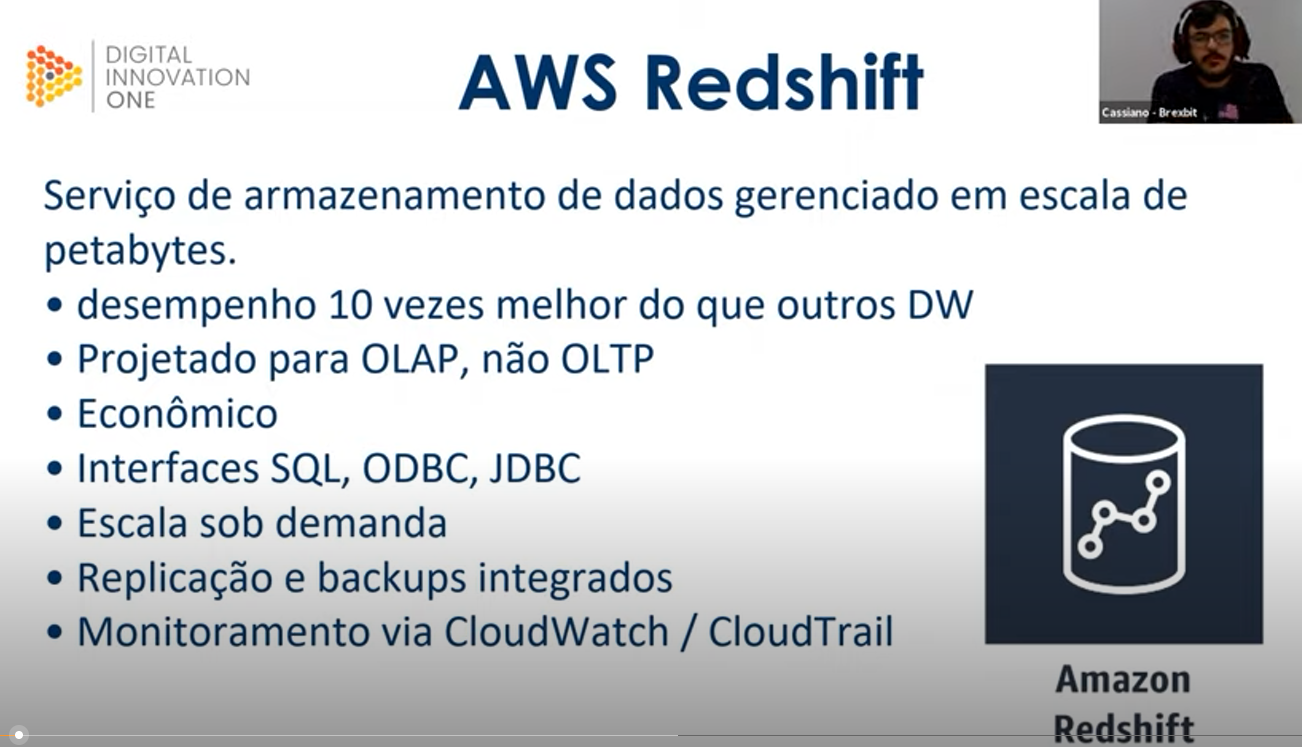 DIGITAL
INNOVATION
ONE
AWS Redshift
Cassiano - Brexbit
Serviço de armazenamento de dados gerenciado em escala de
petabytes.
• desempenho 10 vezes melhor do que outros DW
• Projetado para OLAP, não OLTP
• Econômico
• Interfaces SQL, ODBC, JDBC
• Escala sob demanda
• Replicação e backups integrados
• Monitoramento via CloudWatch / CloudTrail
Amazon
Redshift